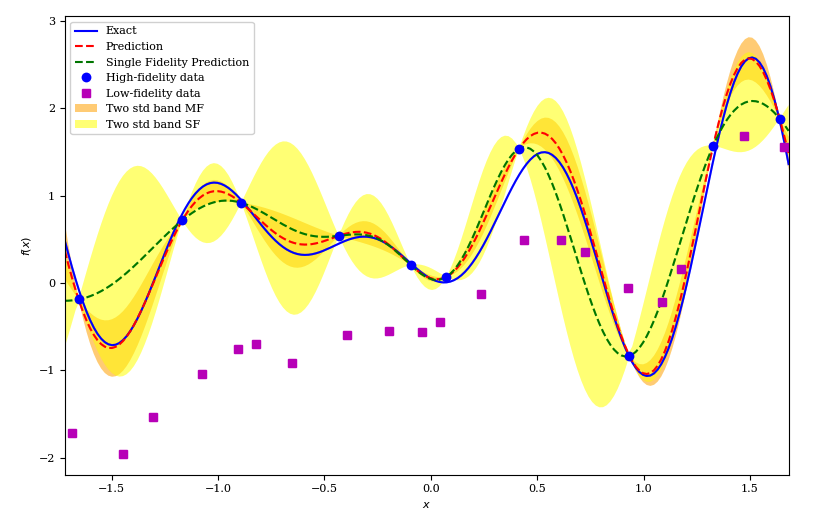 3
2
1
0
−1
−2
f(x)
Exact
Prediction
Single Fidelity Prediction
High-fidelity data
Low-fidelity data
Two std band MF
Two std band SF
−1.5 −1.0 −0.5 0.0 0.5 1.0 1.5
x